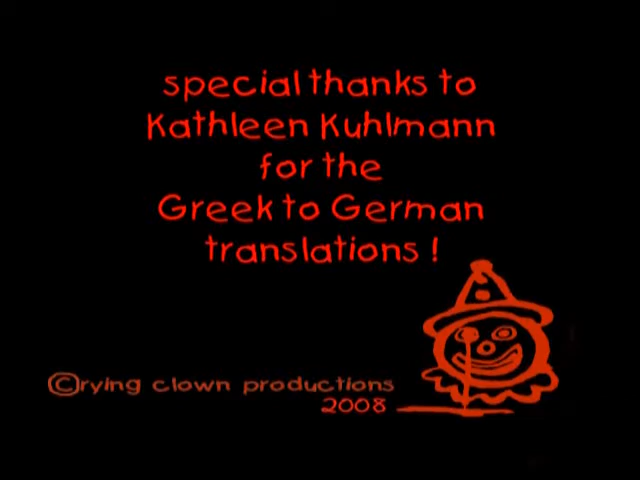 special thanks to
Kathleen Kuhlmann
for the
Greek to German
translations !
©rying clown productions
2008